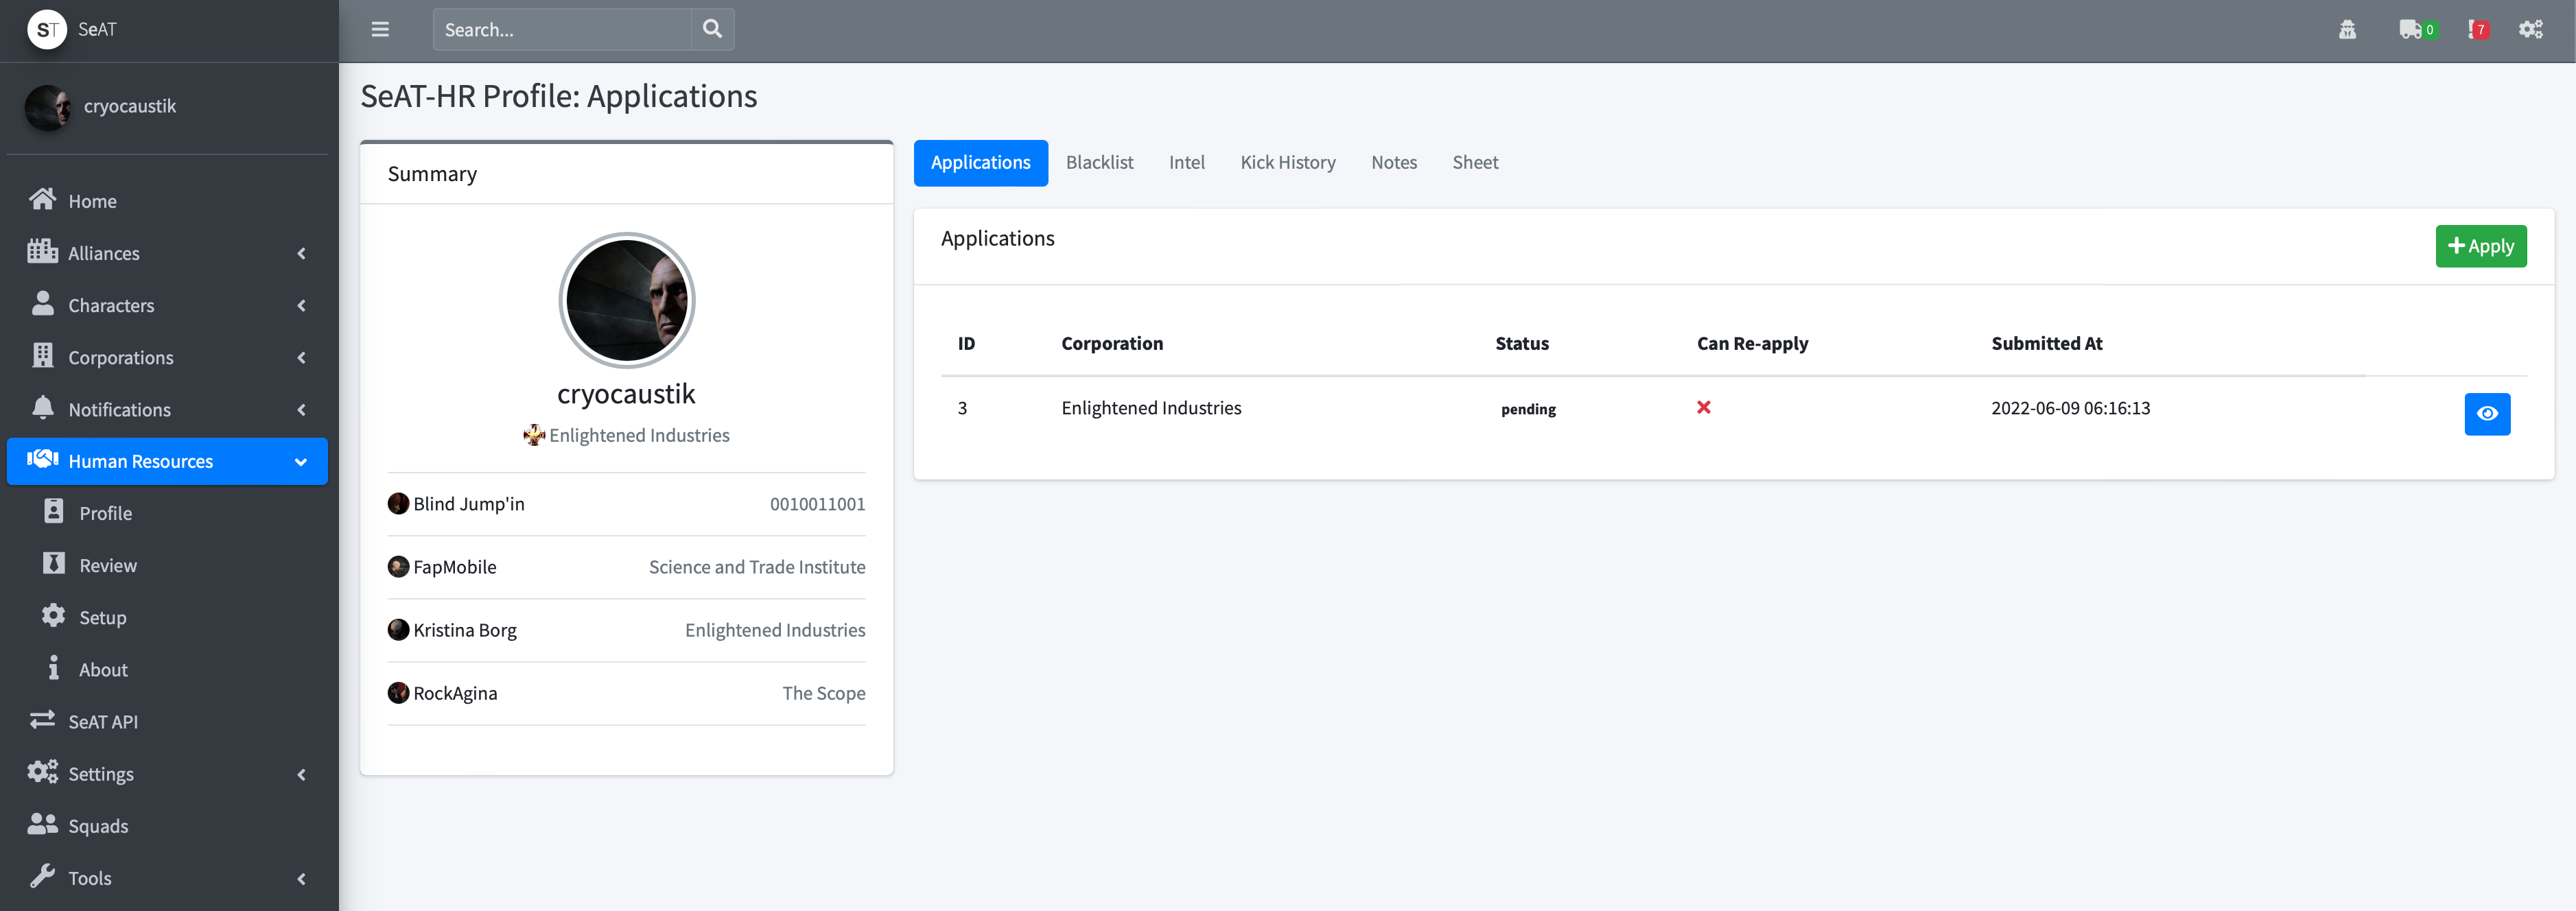 ST SeAT
Search...
0
7
cryocaustik
Home
Alliances
Characters
Corporations
Notifications
Human Resources
Profile
Review
Setup
About
SeAT API
Settings
Squads
Tools
SeAT-HR Profile: Applications
Summary
cryocaustik
Enlightened Industries
Blind Jump'in 0010011001
FapMobile Science and Trade Institute
Kristina Borg Enlightened Industries
RockAgina The Scope
Applications Blacklist Intel Kick History Notes Sheet
Applications
Apply
ID Corporation Status Can Re-apply Submitted At
3 Enlightened Industries pending 2022-06-09 06:16:13